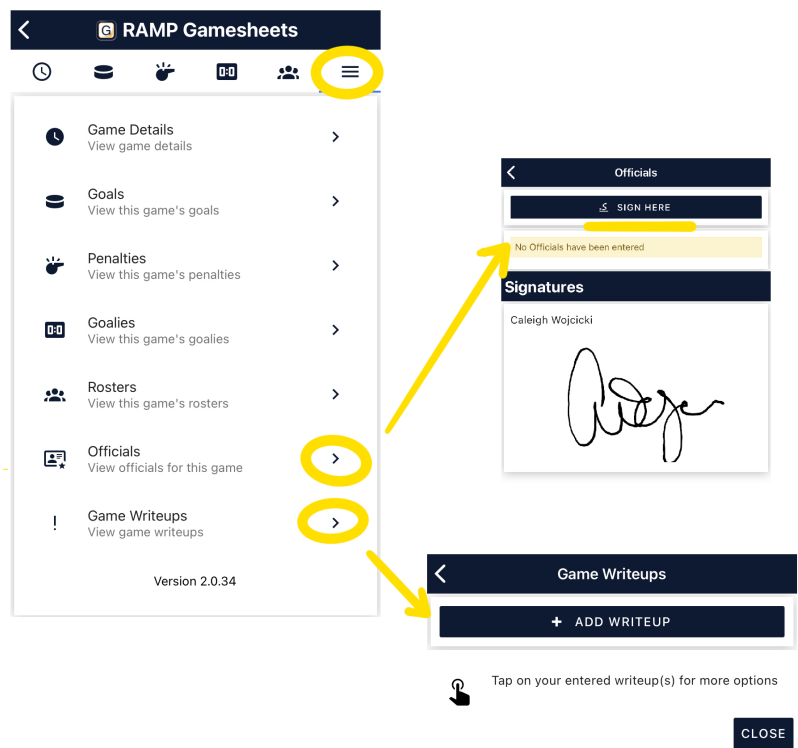 RAMP Gamesheets
Game Details
View game details
Goals
View this game's goals
Penalties
View this game's penalties
0:0
Goalies
View this game's goalies
Rosters
View this game's rosters
Officials
View officials for this game
Game Writeups
View game writeups
Version 2.0.34
Officials
SIGN HERE
No Officials have been entered
Signatures
Caleigh Wojcicki
Game Writeups
+ ADD WRITEUP
Tap on your entered writeup(s) for more options
CLOSE